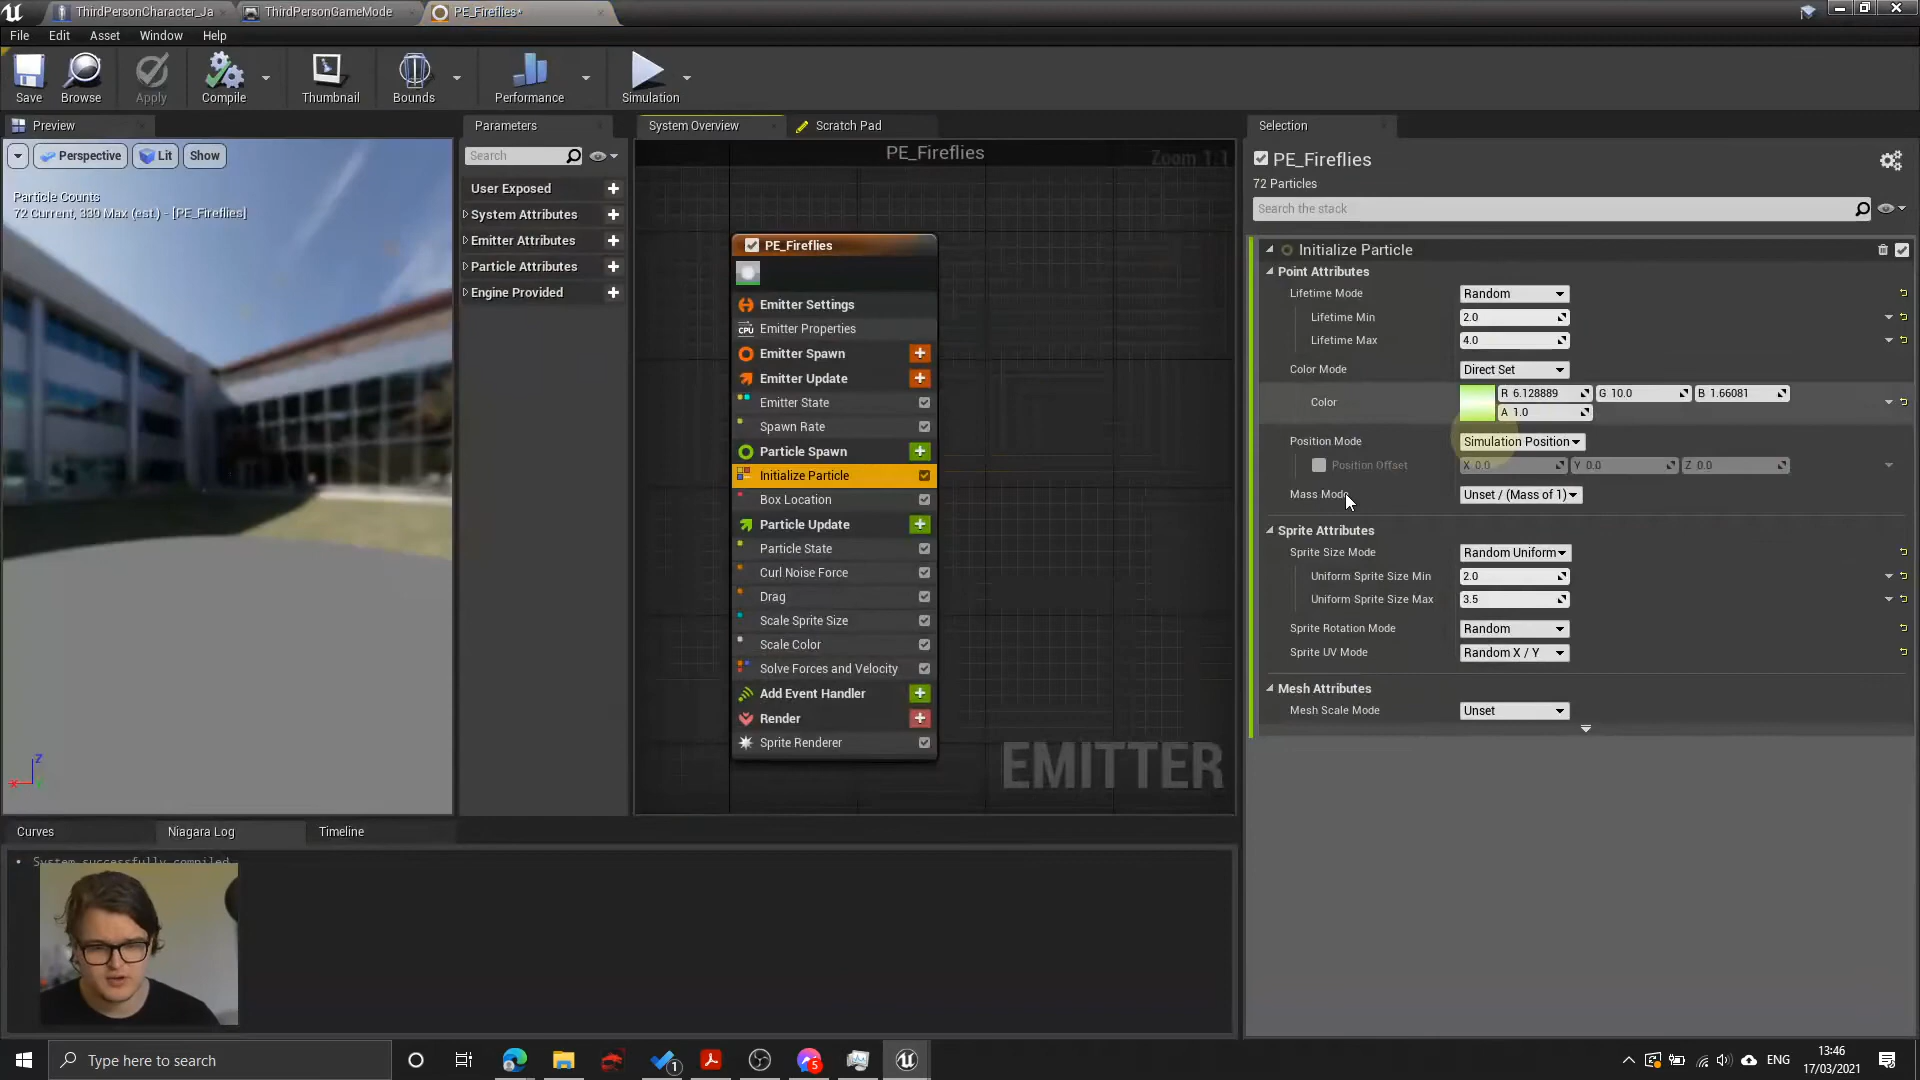 ThirdPersonCharacter_Ja
ThirdPersonGameMode
PE_Fireflies*
File Edit Asset Window Help
Save
Browse
Apply
Compile
Thumbnail
Bounds
Performance
Simulation
Preview
Perspective
Lit
Show
Particle Counts
72 Current, 330 Max (est.) - [PE_Fireflies]
Z
X
Parameters
Search
User Exposed
System Attributes
Emitter Attributes
Particle Attributes
Engine Provided
System Overview
Scratch Pad
PE_Fireflies
Zoom 1:1
PE_Fireflies
Emitter Settings
CPU Emitter Properties
Emitter Spawn
Emitter Update
Emitter State
Spawn Rate
Particle Spawn
Initialize Particle
Box Location
Particle Update
Particle State
Curl Noise Force
Drag
Scale Sprite Size
Scale Color
Solve Forces and Velocity
Add Event Handler
Render
Sprite Renderer
EMITTER
Selection
PE_Fireflies
72 Particles
Search the stack
Initialize Particle
Point Attributes
Lifetime Mode Random
Lifetime Min 2.0
Lifetime Max 4.0
Color Mode Direct Set
Color R 6.128889 G 10.0 B 1.66081
A 1.0
Position Mode Simulation Position
Position Offset X 0.0 Y 0.0 Z 0.0
Mass Mode Unset / (Mass of 1)
Sprite Attributes
Sprite Size Mode Random Uniform
Uniform Sprite Size Min 2.0
Uniform Sprite Size Max 3.5
Sprite Rotation Mode Random
Sprite UV Mode Random X / Y
Mesh Attributes
Mesh Scale Mode Unset
Curves
Niagara Log
Timeline
System successfully compiled.
Type here to search
1
5
ENG
13:46
17/03/2021